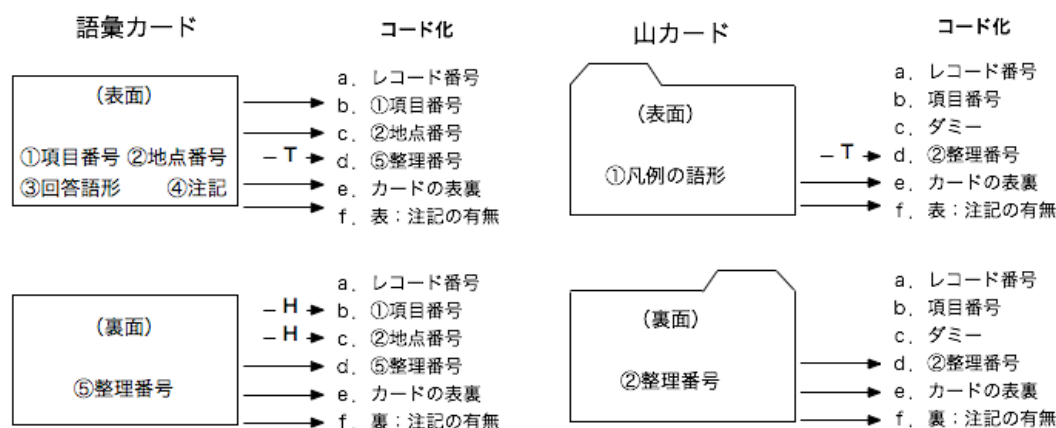 語彙カード
コード化
(表面)
①項目番号 ②地点番号
③回答語形 ④注記
a．レコード番号
b．①項目番号
c．②地点番号
– T
d．⑤整理番号
e．カードの表裏
f．表：注記の有無
山カード
コード化
(表面)
①凡例の語形
a．レコード番号
b．項目番号
c．ダミー
– T
d．②整理番号
e．カードの表裏
f．表：注記の有無
(裏面)
⑤整理番号
a．レコード番号
– H
b．①項目番号
– H
c．②地点番号
d．⑤整理番号
e．カードの表裏
f．裏：注記の有無
(裏面)
②整理番号
a．レコード番号
b．項目番号
c．ダミー
d．②整理番号
e．カードの表裏
f．裏：注記の有無